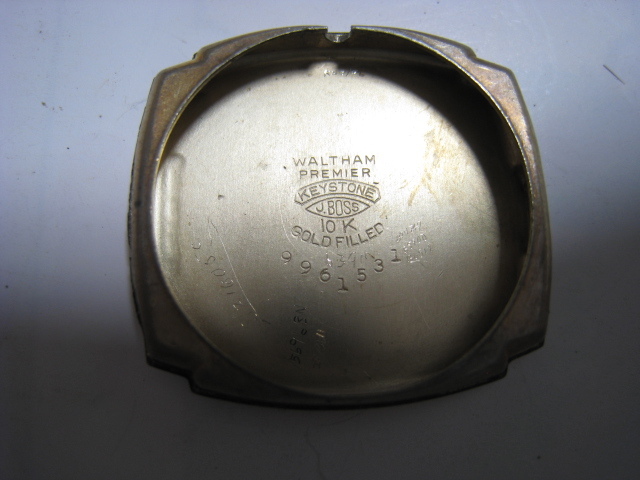 WALTHAM
PREMIER
KEYSTONE
J.BOSS
10 K
GOLD FILLED
9961531